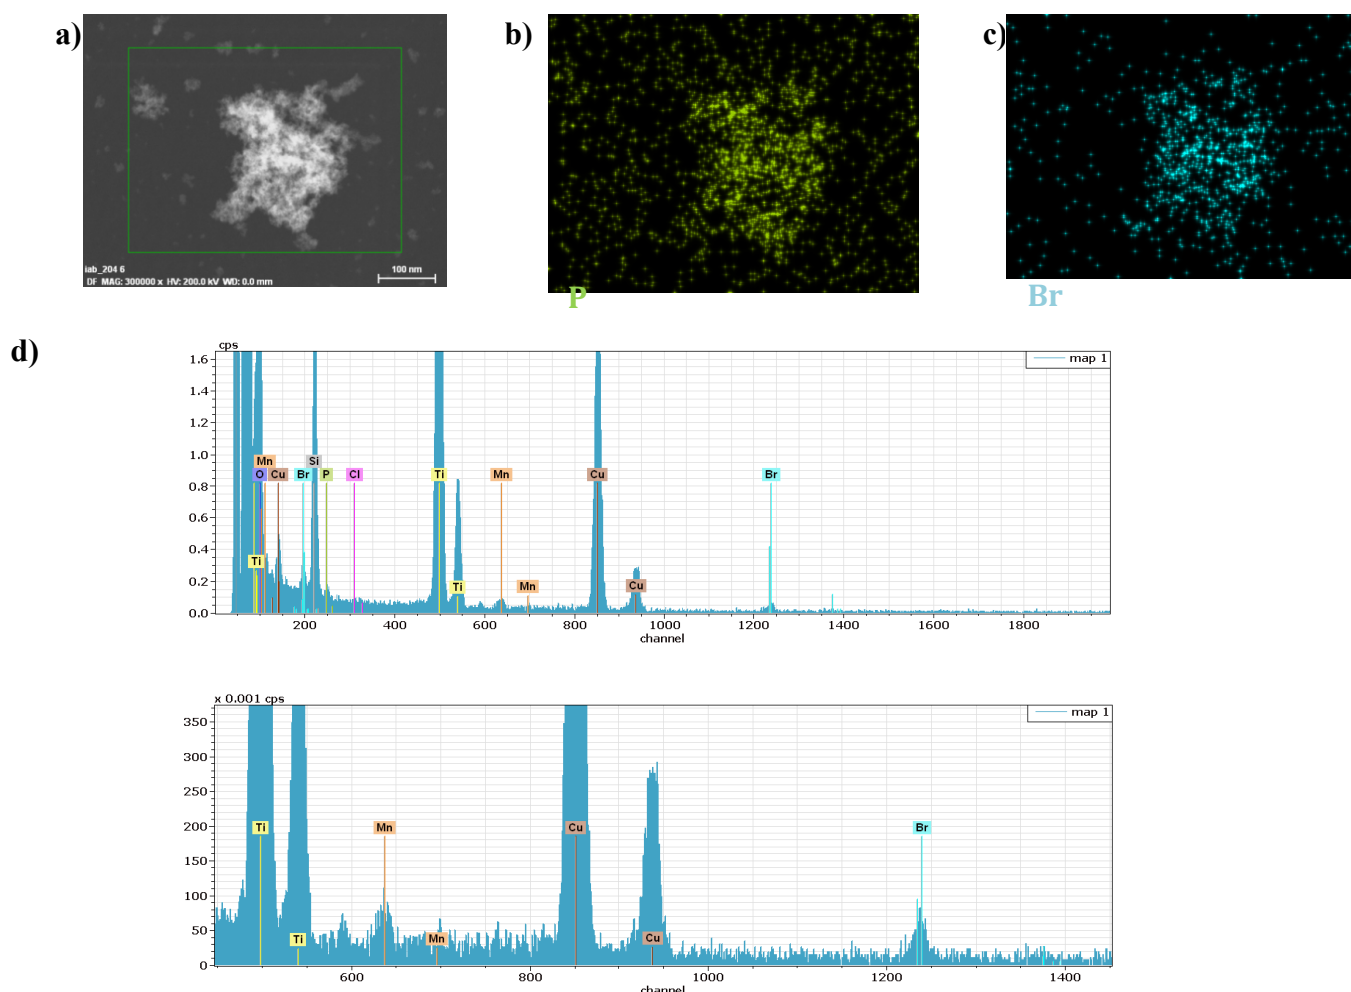 a)
b)
c)
iab_204 6
DF MAG: 300000 x HV: 200.0 kV WD: 0.0 mm
100 nm
P
Br
d)
cps
map 1
1.6
1.4
1.2
1.0
0.8
0.6
0.4
0.2
0.0
Mn
Si
O
Cu
Br
P
Cl
Ti
Mn
Cu
Br
Ti
Ti
Mn
Cu
200 400 600 800 1000 1200 1400 1600 1800
channel
x 0.001 cps
map 1
350
300
250
200
150
100
50
0
Ti
Mn
Cu
Br
Ti
Mn
Cu
600 800 1000 1200 1400
channel